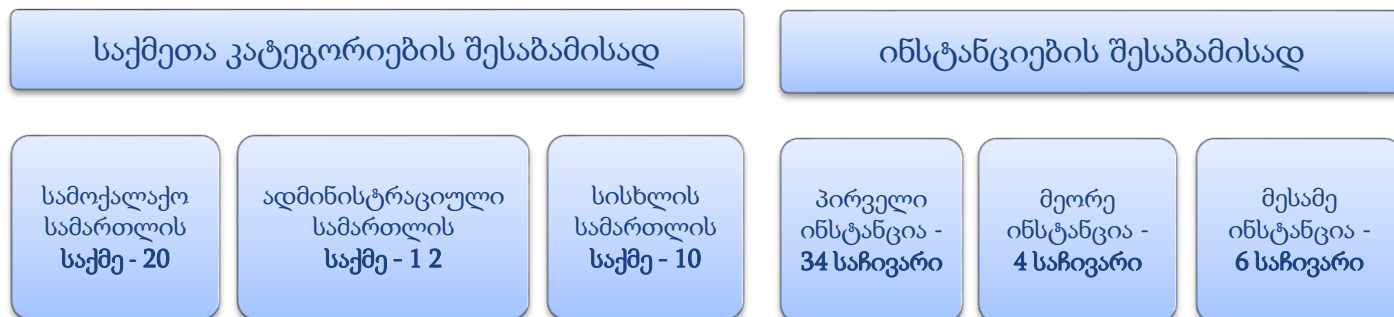 საქმეთა კატეგორიების შესაბამისად
ინსტანციების შესაბამისად
სამოქალაქო
სამართლის
საქმე - 20
ადმინისტრაციული
სამართლის
საქმე - 1 2
სისხლის
სამართლის
საქმე - 10
პირველი
ინსტანცია -
34 საჩივარი
მეორე
ინსტანცია -
4 საჩივარი
მესამე
ინსტანცია -
6 საჩივარი